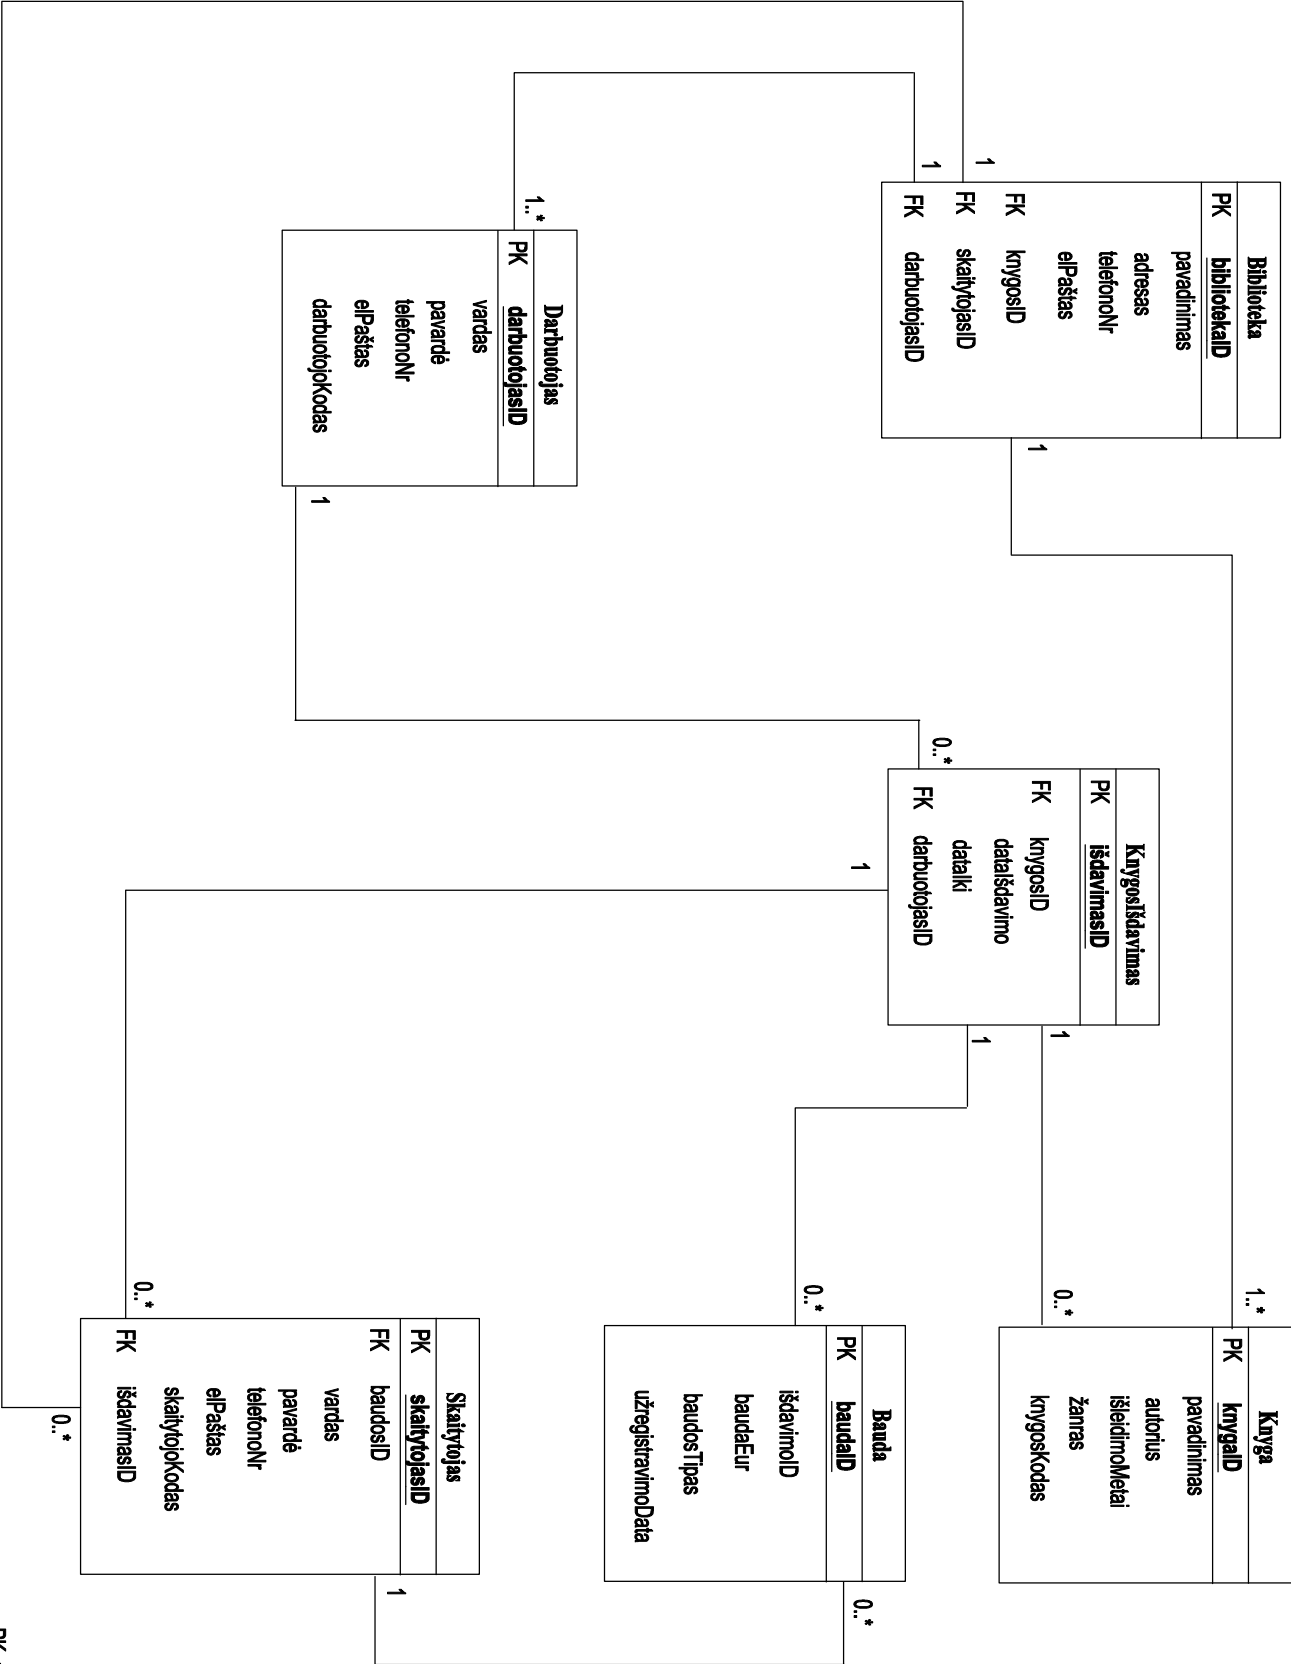 Biblioteka
PK bibliotekaID
pavadinimas
adresas
telefonoNr
elPaštas
FK knygosID
FK skaitytojasID
FK darbuotojasID
1
1
1
1..*
Darbuotojas
PK darbuotojasID
vardas
pavardė
telefonoNr
elPaštas
darbuotojoKodas
1
0..*
KnygosIšdavimas
PK išdavimasID
FK knygosID
dataIšdavimo
dataIki
FK darbuotojasID
1
1
1
1..*
0..*
Knyga
PK knygaID
pavadinimas
autorius
išleidimoMetai
žanras
knygosKodas
0..*
Bauda
PK baudaID
išdavimoID
baudaEur
baudosTipas
užregistravimoData
0..*
0..*
Skaitytojas
PK skaitytojasID
FK baudosID
vardas
pavardė
telefonoNr
elPaštas
skaitytojoKodas
FK išdavimasID
0..*
1
PK